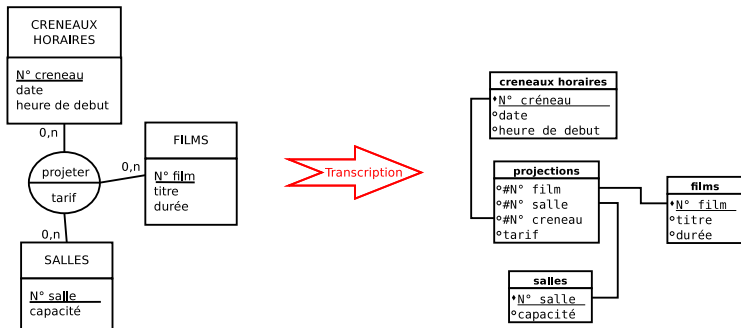 CRENEAUX
HORAIRES
N° creneau
date
heure de debut
0,n
FILMS
N° film
titre
durée
0,n
projeter
tarif
0,n
SALLES
N° salle
capacité
Transcription
creneaux horaires
N° créneau
date
heure de debut
projections
#N° film
#N° salle
#N° creneau
tarif
films
N° film
titre
durée
salles
N° salle
capacité